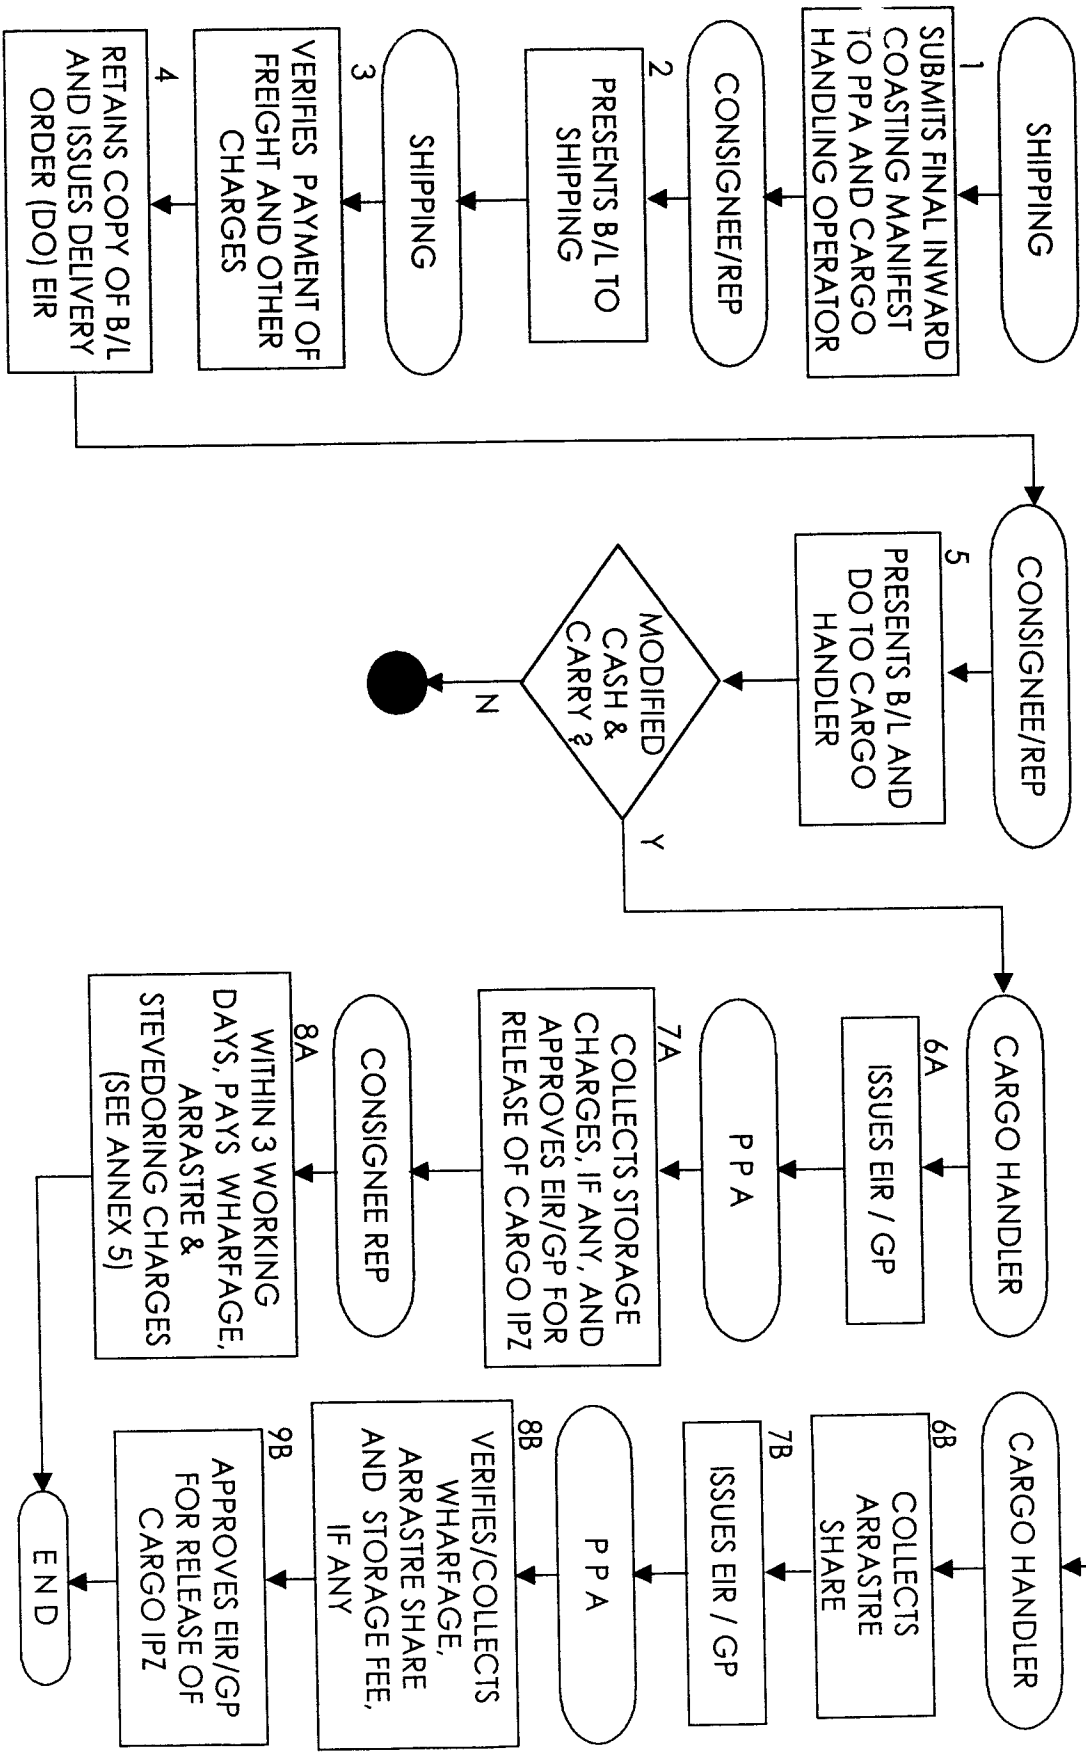 SHIPPING
1
SUBMITS FINAL INWARD
COASTING MANIFEST
TO PPA AND CARGO
HANDLING OPERATOR
CONSIGNEE/REP
2
PRESENTS B/L TO
SHIPPING
SHIPPING
3
VERIFIES PAYMENT OF
FREIGHT AND OTHER
CHARGES
4
RETAINS COPY OF B/L
AND ISSUES DELIVERY
ORDER (DO) EIR
CONSIGNEE/REP
5
PRESENTS B/L AND
DO TO CARGO
HANDLER
MODIFIED
CASH &
CARRY ?
N
Y
CARGO HANDLER
6A
ISSUES EIR / GP
P P A
7A
COLLECTS STORAGE
CHARGES, IF ANY, AND
APPROVES EIR/GP FOR
RELEASE OF CARGO IPZ
CONSIGNEE REP
8A
WITHIN 3 WORKING
DAYS, PAYS WHARFAGE,
ARRASTRE &
STEVEDORING CHARGES
(SEE ANNEX 5)
CARGO HANDLER
6B
COLLECTS
ARRASTRE
SHARE
7B
ISSUES EIR / GP
P P A
8B
VERIFIES/COLLECTS
WHARFAGE,
ARRASTRE SHARE
AND STORAGE FEE,
IF ANY
9B
APPROVES EIR/GP
FOR RELEASE OF
CARGO IPZ
E N D